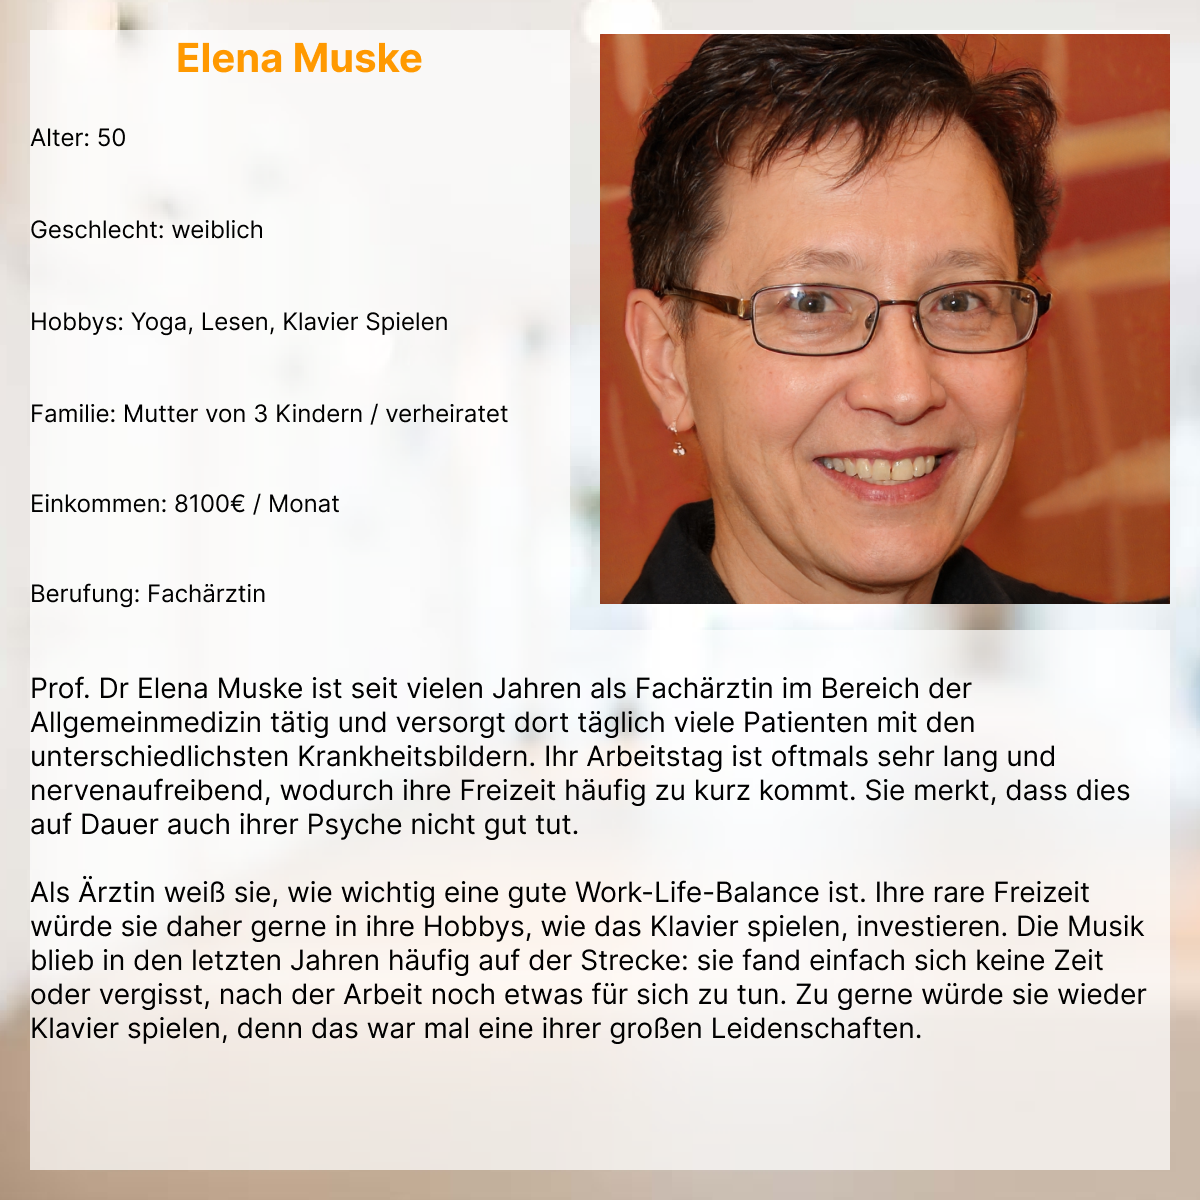 Elena Muske
Alter: 50
Geschlecht: weiblich
Hobbys: Yoga, Lesen, Klavier Spielen
Familie: Mutter von 3 Kindern / verheiratet
Einkommen: 8100€ / Monat
Berufung: Fachärztin
Prof. Dr Elena Muske ist seit vielen Jahren als Fachärztin im Bereich der
Allgemeinmedizin tätig und versorgt dort täglich viele Patienten mit den
unterschiedlichsten Krankheitsbildern. Ihr Arbeitstag ist oftmals sehr lang und
nervenaufreibend, wodurch ihre Freizeit häufig zu kurz kommt. Sie merkt, dass dies
auf Dauer auch ihrer Psyche nicht gut tut.
Als Ärztin weiß sie, wie wichtig eine gute Work-Life-Balance ist. Ihre rare Freizeit
würde sie daher gerne in ihre Hobbys, wie das Klavier spielen, investieren. Die Musik
blieb in den letzten Jahren häufig auf der Strecke: sie fand einfach sich keine Zeit
oder vergisst, nach der Arbeit noch etwas für sich zu tun. Zu gerne würde sie wieder
Klavier spielen, denn das war mal eine ihrer großen Leidenschaften.